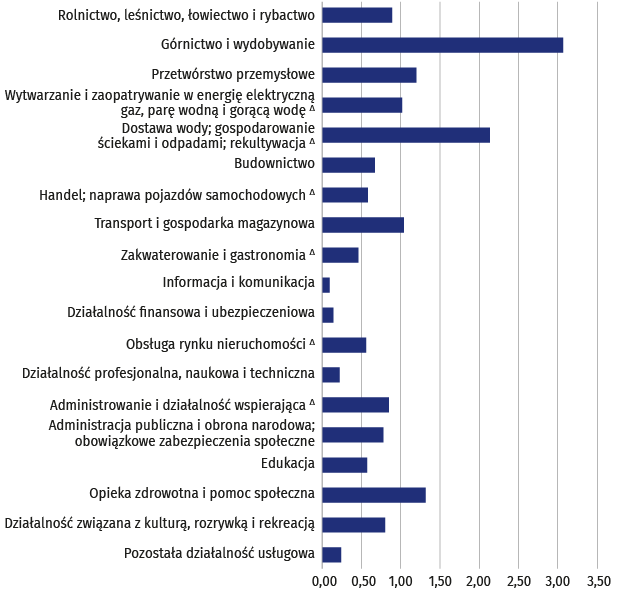 Rolnictwo, leśnictwo, łowiectwo i rybactwo
Górnictwo i wydobywanie
Przetwórstwo przemysłowe
Wytwarzanie i zaopatrywanie w energię elektryczną
gaz, parę wodną i gorącą wodę Δ
Dostawa wody; gospodarowanie
ściekami i odpadami; rekultywacja Δ
Budownictwo
Handel; naprawa pojazdów samochodowych Δ
Transport i gospodarka magazynowa
Zakwaterowanie i gastronomia Δ
Informacja i komunikacja
Działalność finansowa i ubezpieczeniowa
Obsługa rynku nieruchomości Δ
Działalność profesjonalna, naukowa i techniczna
Administrowanie i działalność wspierająca Δ
Administracja publiczna i obrona narodowa;
obowiązkowe zabezpieczenia społeczne
Edukacja
Opieka zdrowotna i pomoc społeczna
Działalność związana z kulturą, rozrywką i rekreacją
Pozostała działalność usługowa
0,00 0,50 1,00 1,50 2,00 2,50 3,00 3,50